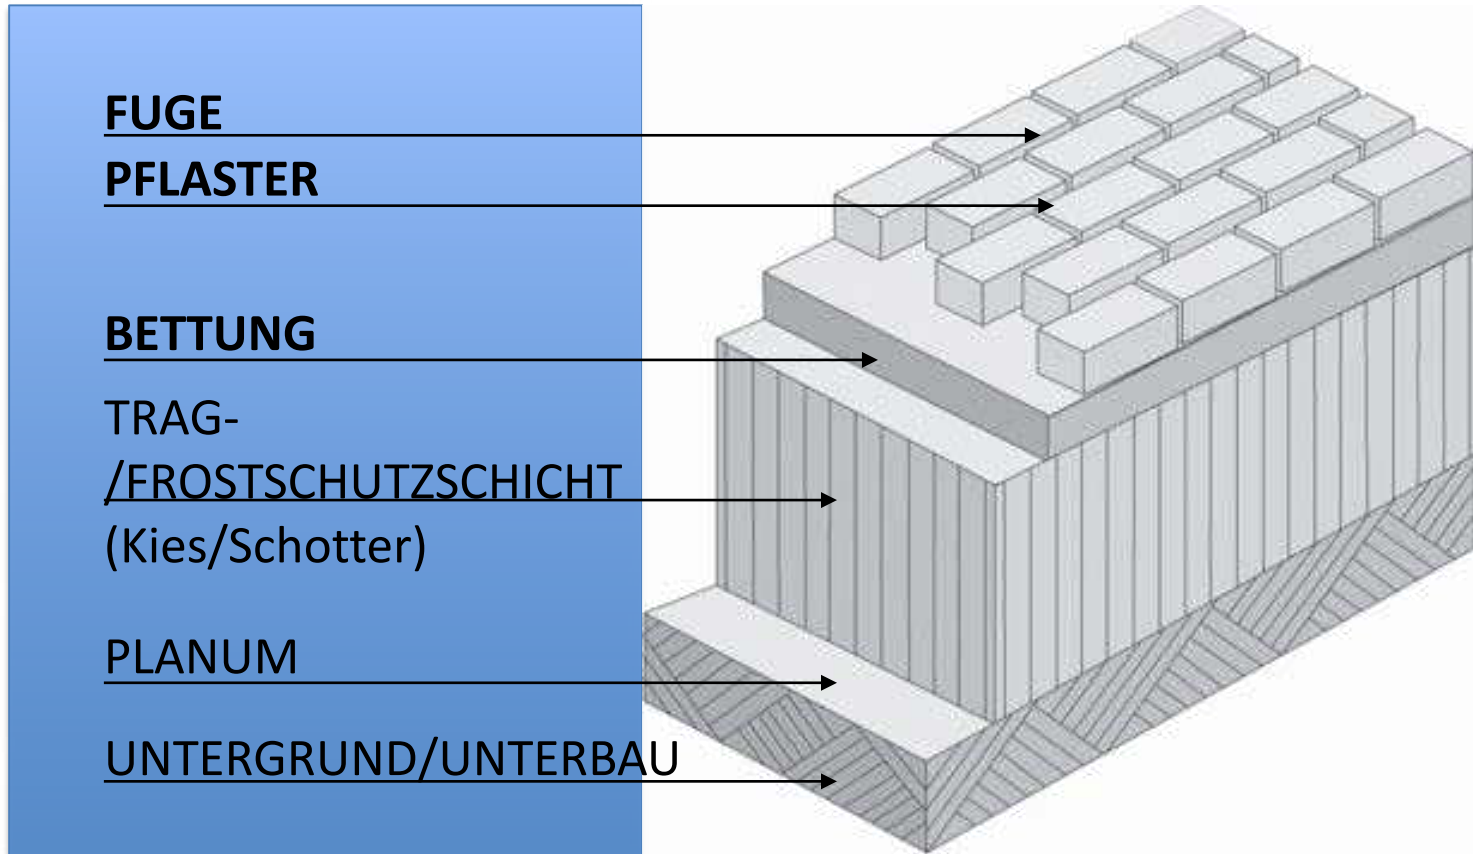 FUGE
PFLASTER
BETTUNG
TRAG-
/FROSTSCHUTZSCHICHT
(Kies/Schotter)
PLANUM
UNTERGRUND/UNTERBAU